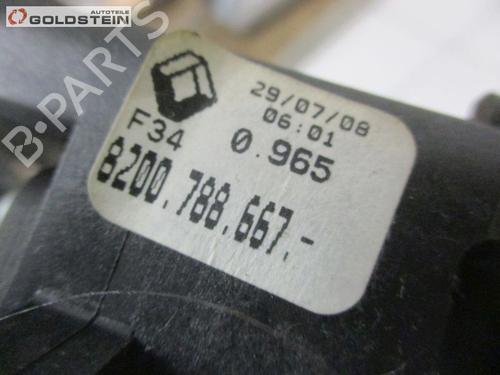 AUTOTEILE
GOLDSTEIN
29/07/08
06:01
F34
0.965
8200.788.667.-
B-PARTS